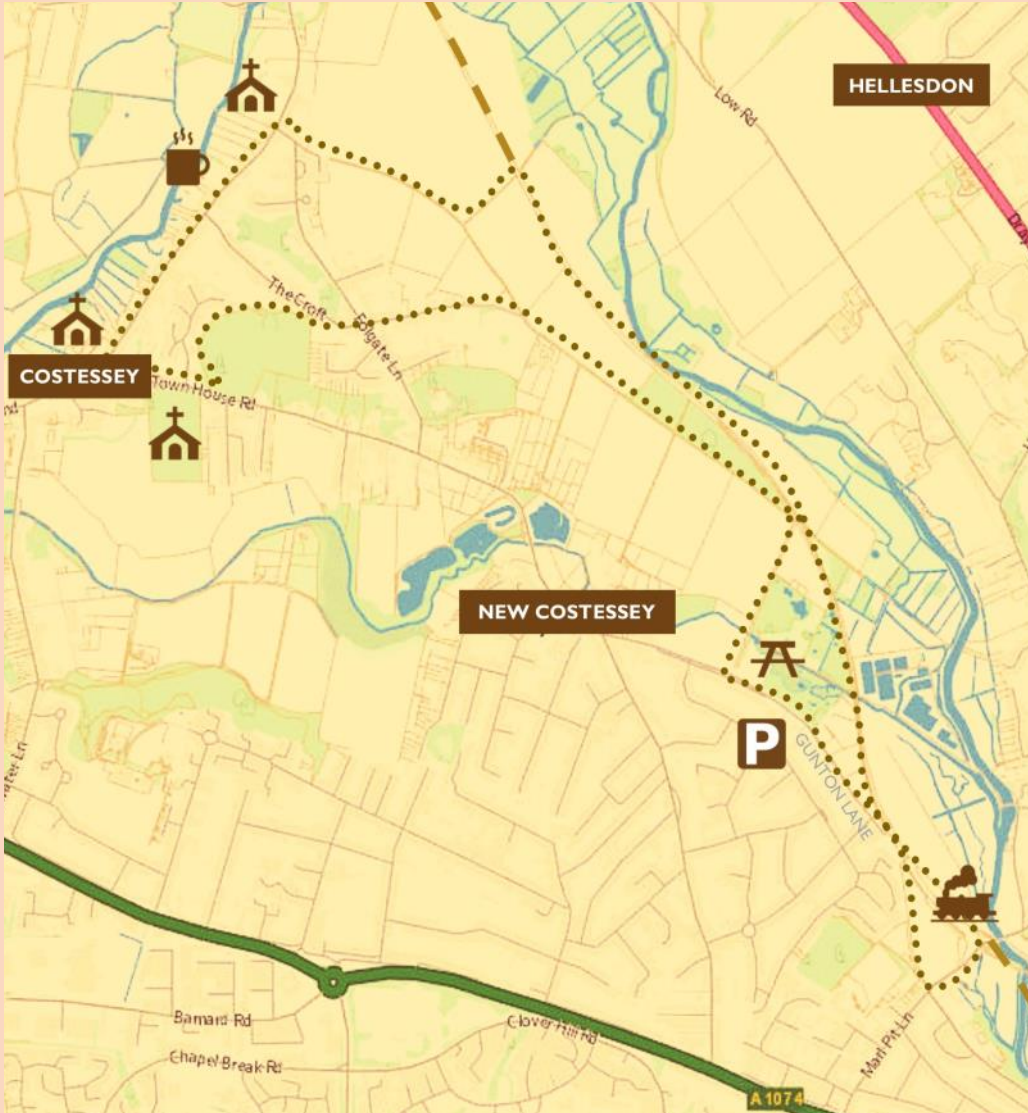 HELLESDON
Low Rd
The Croft
Folgate Ln
COSTESSEY
Town House Rd
NEW COSTESSEY
P
GUNTON LANE
Barnard Rd
Clover Hill Rd
Chapel Break Rd
Marl Pit Ln
A 1074